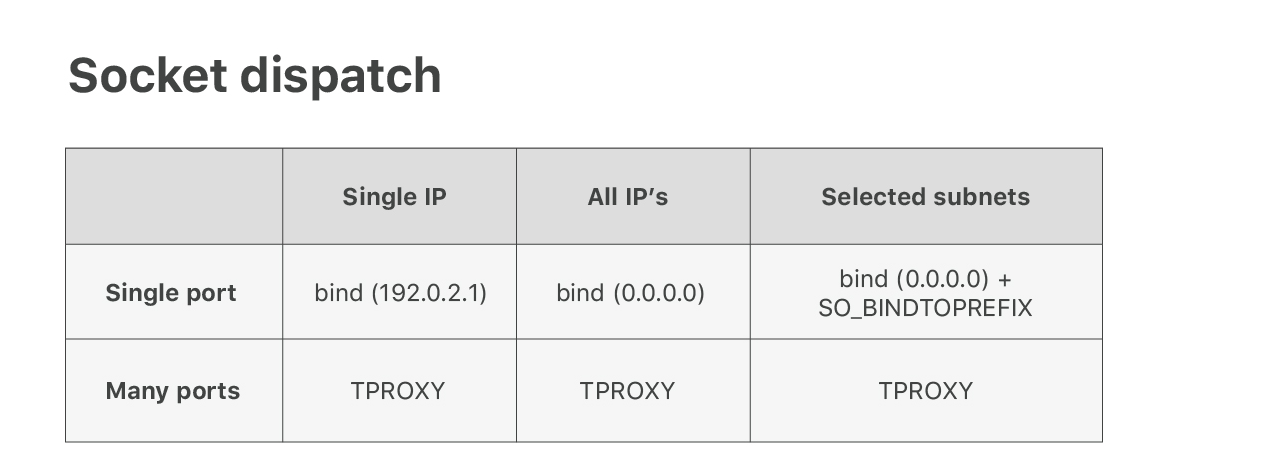 Socket dispatch
Single IP All IP’s Selected subnets
Single port bind (192.0.2.1) bind (0.0.0.0) bind (0.0.0.0) +
SO_BINDTOPREFIX
Many ports TPROXY TPROXY TPROXY